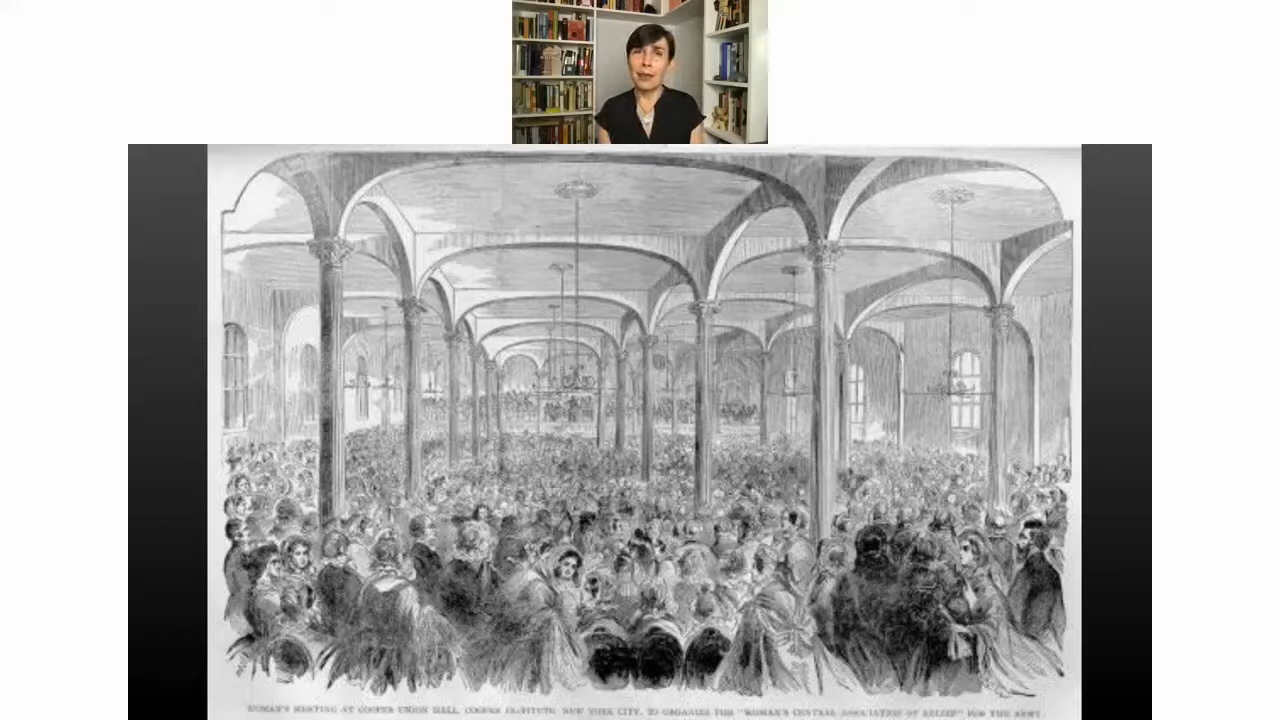 WOMAN'S MEETING AT COOPER UNION HALL, COOPER INSTITUTE, NEW YORK CITY, TO ORGANIZE THE "WOMAN'S CENTRAL ASSOCIATION OF RELIEF" FOR THE ARMY.